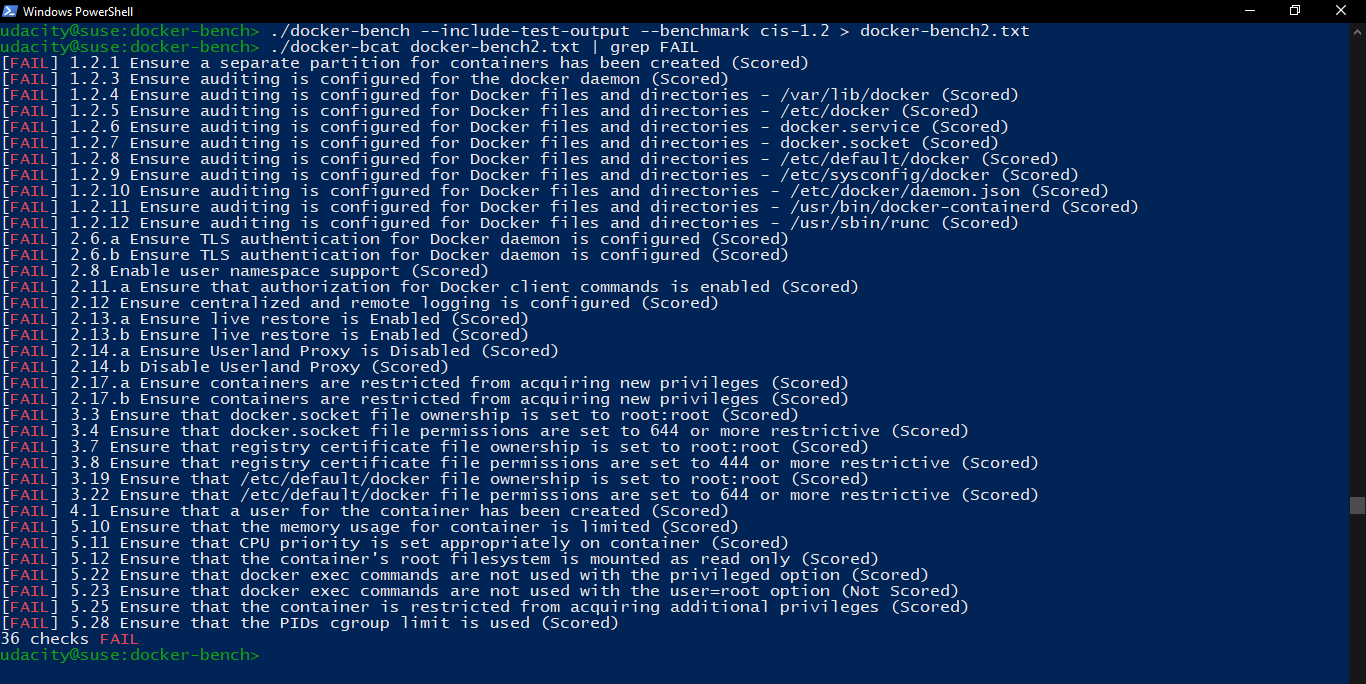 Windows PowerShell
udacity@suse:docker-bench> ./docker-bench --include-test-output --benchmark cis-1.2 > docker-bench2.txt
udacity@suse:docker-bench> ./docker-bcat docker-bench2.txt | grep FAIL
[FAIL] 1.2.1 Ensure a separate partition for containers has been created (Scored)
[FAIL] 1.2.3 Ensure auditing is configured for the docker daemon (Scored)
[FAIL] 1.2.4 Ensure auditing is configured for Docker files and directories - /var/lib/docker (Scored)
[FAIL] 1.2.5 Ensure auditing is configured for Docker files and directories - /etc/docker (Scored)
[FAIL] 1.2.6 Ensure auditing is configured for Docker files and directories - docker.service (Scored)
[FAIL] 1.2.7 Ensure auditing is configured for Docker files and directories - docker.socket (Scored)
[FAIL] 1.2.8 Ensure auditing is configured for Docker files and directories - /etc/default/docker (Scored)
[FAIL] 1.2.9 Ensure auditing is configured for Docker files and directories - /etc/sysconfig/docker (Scored)
[FAIL] 1.2.10 Ensure auditing is configured for Docker files and directories - /etc/docker/daemon.json (Scored)
[FAIL] 1.2.11 Ensure auditing is configured for Docker files and directories - /usr/bin/docker-containerd (Scored)
[FAIL] 1.2.12 Ensure auditing is configured for Docker files and directories - /usr/sbin/runc (Scored)
[FAIL] 2.6.a Ensure TLS authentication for Docker daemon is configured (Scored)
[FAIL] 2.6.b Ensure TLS authentication for Docker daemon is configured (Scored)
[FAIL] 2.8 Enable user namespace support (Scored)
[FAIL] 2.11.a Ensure that authorization for Docker client commands is enabled (Scored)
[FAIL] 2.12 Ensure centralized and remote logging is configured (Scored)
[FAIL] 2.13.a Ensure live restore is Enabled (Scored)
[FAIL] 2.13.b Ensure live restore is Enabled (Scored)
[FAIL] 2.14.a Ensure Userland Proxy is Disabled (Scored)
[FAIL] 2.14.b Disable Userland Proxy (Scored)
[FAIL] 2.17.a Ensure containers are restricted from acquiring new privileges (Scored)
[FAIL] 2.17.b Ensure containers are restricted from acquiring new privileges (Scored)
[FAIL] 3.3 Ensure that docker.socket file ownership is set to root:root (Scored)
[FAIL] 3.4 Ensure that docker.socket file permissions are set to 644 or more restrictive (Scored)
[FAIL] 3.7 Ensure that registry certificate file ownership is set to root:root (Scored)
[FAIL] 3.8 Ensure that registry certificate file permissions are set to 444 or more restrictive (Scored)
[FAIL] 3.19 Ensure that /etc/default/docker file ownership is set to root:root (Scored)
[FAIL] 3.22 Ensure that /etc/default/docker file permissions are set to 644 or more restrictive (Scored)
[FAIL] 4.1 Ensure that a user for the container has been created (Scored)
[FAIL] 5.10 Ensure that the memory usage for container is limited (Scored)
[FAIL] 5.11 Ensure that CPU priority is set appropriately on container (Scored)
[FAIL] 5.12 Ensure that the container's root filesystem is mounted as read only (Scored)
[FAIL] 5.22 Ensure that docker exec commands are not used with the privileged option (Scored)
[FAIL] 5.23 Ensure that docker exec commands are not used with the user=root option (Not Scored)
[FAIL] 5.25 Ensure that the container is restricted from acquiring additional privileges (Scored)
[FAIL] 5.28 Ensure that the PIDs cgroup limit is used (Scored)
36 checks FAIL
udacity@suse:docker-bench>